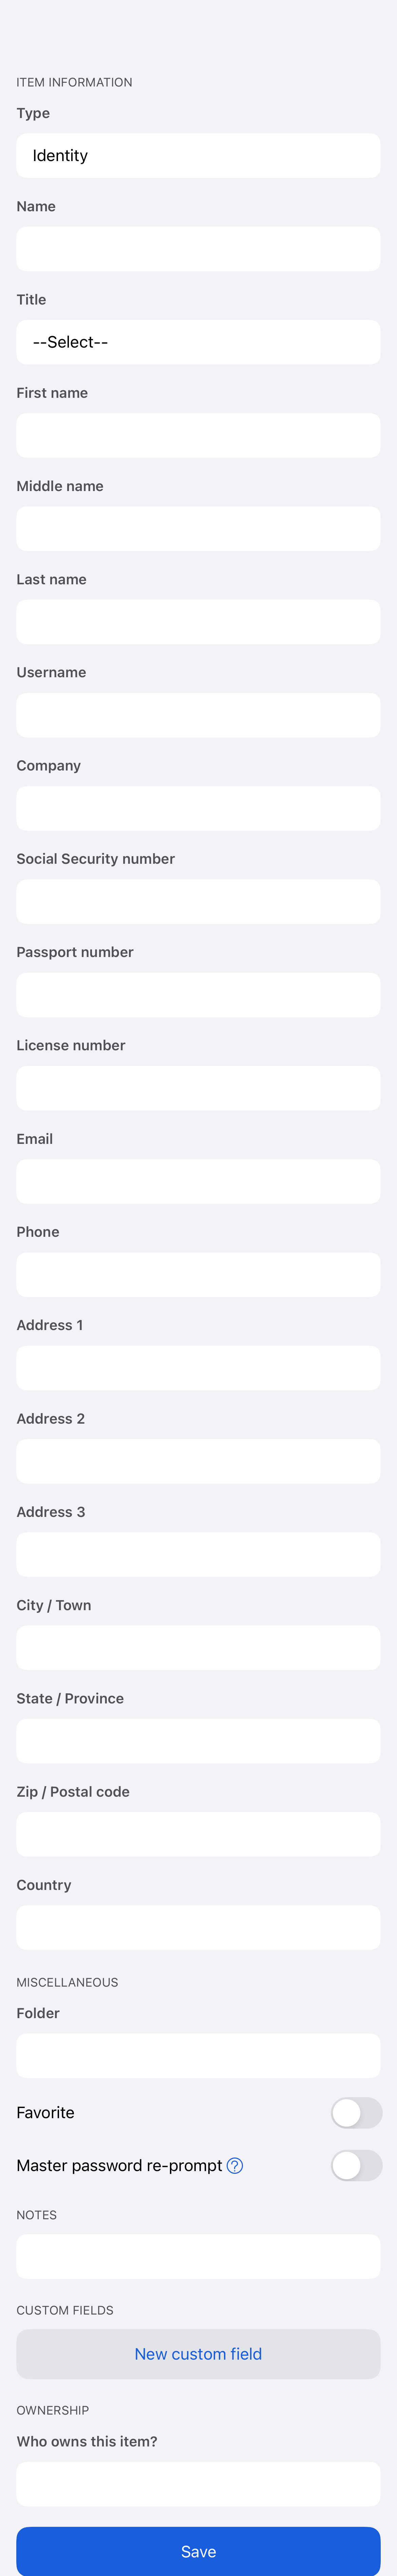 ITEM INFORMATION
Type
Identity
Name
Title
--Select--
First name
Middle name
Last name
Username
Company
Social Security number
Passport number
License number
Email
Phone
Address 1
Address 2
Address 3
City / Town
State / Province
Zip / Postal code
Country
MISCELLANEOUS
Folder
Favorite
Master password re-prompt ?
NOTES
CUSTOM FIELDS
New custom field
OWNERSHIP
Who owns this item?
Save